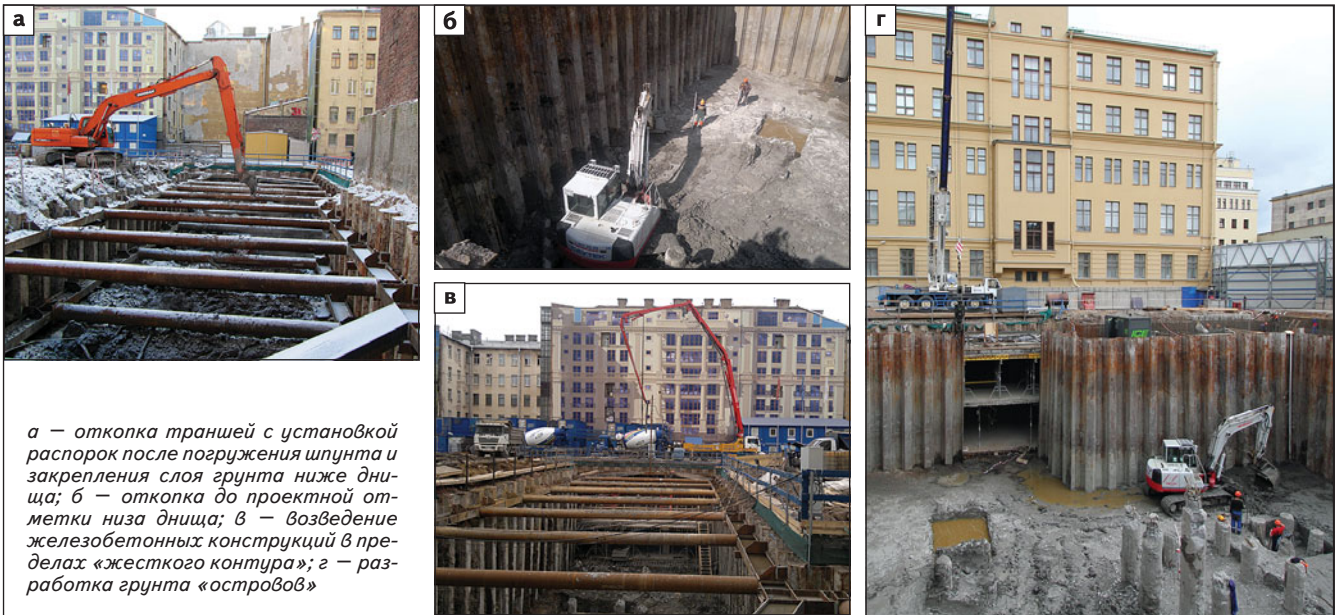 а
б
г
в
а — откопка траншей с установкой
распорок после погружения шпунта и
закрепления слоя грунта ниже дни-
ща; б — откопка до проектной от-
метки низа днища; в — возведение
железобетонных конструкций в пре-
делах «жесткого контура»; г — раз-
работка грунта «островов»